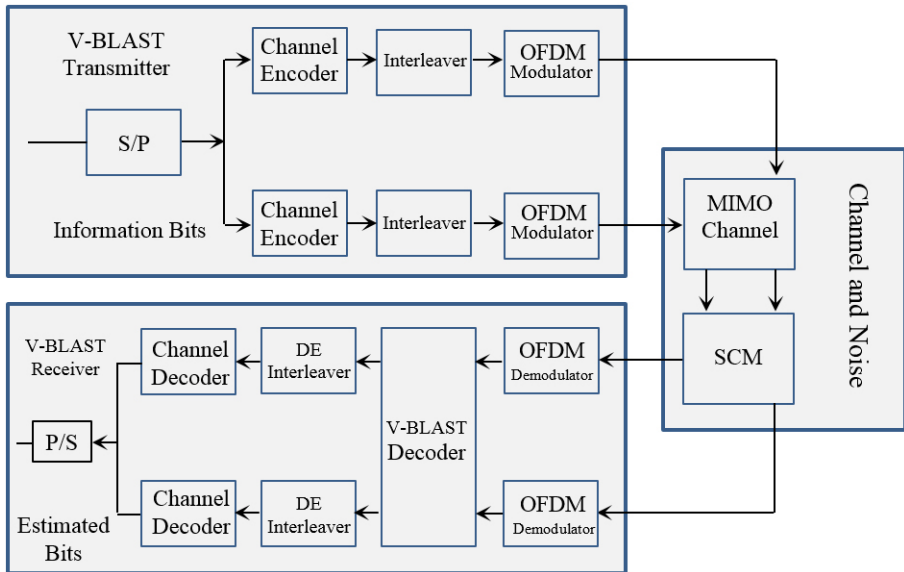 V-BLAST
Transmitter
S/P
Information Bits
Channel
Encoder
Interleaver
OFDM
Modulator
Channel
Encoder
Interleaver
OFDM
Modulator
MIMO
Channel
SCM
Channel and Noise
V-BLAST
Receiver
P/S
Estimated
Bits
Channel
Decoder
DE
Interleaver
V-BLAST
Decoder
OFDM
Demodulator
Channel
Decoder
DE
Interleaver
OFDM
Demodulator